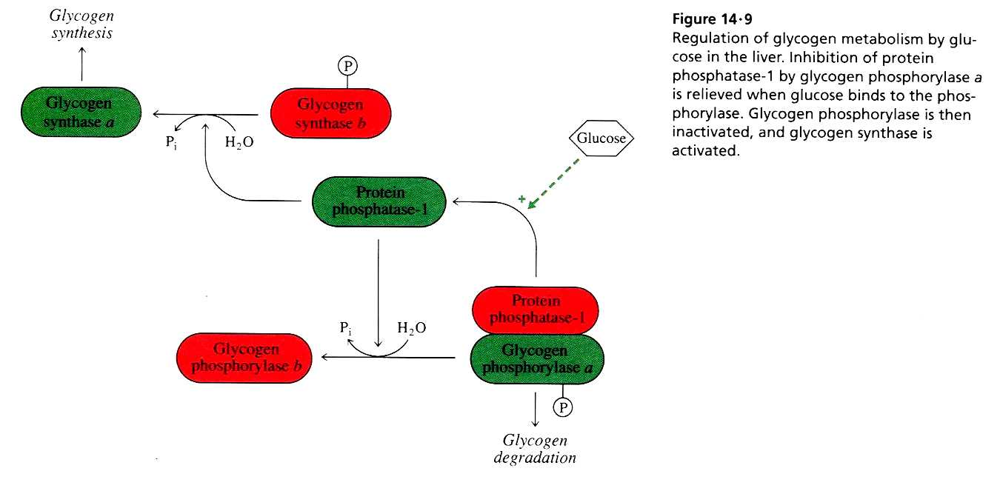 Glycogen
synthesis
Glycogen
synthase a
P
Glycogen
synthase b
Pi
H2O
Glucose
Protein
phosphatase-1
+
Protein
phosphatase-1
Glycogen
phosphorylase a
P
Pi
H2O
Glycogen
phosphorylase b
Glycogen
degradation
Figure 14·9
Regulation of glycogen metabolism by glu-
cose in the liver. Inhibition of protein
phosphatase-1 by glycogen phosphorylase a
is relieved when glucose binds to the phos-
phorylase. Glycogen phosphorylase is then
inactivated, and glycogen synthase is
activated.